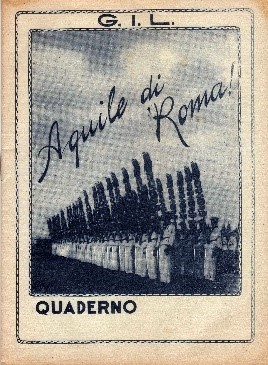 G. I. L.
Aquile di
Roma!
QUADERNO